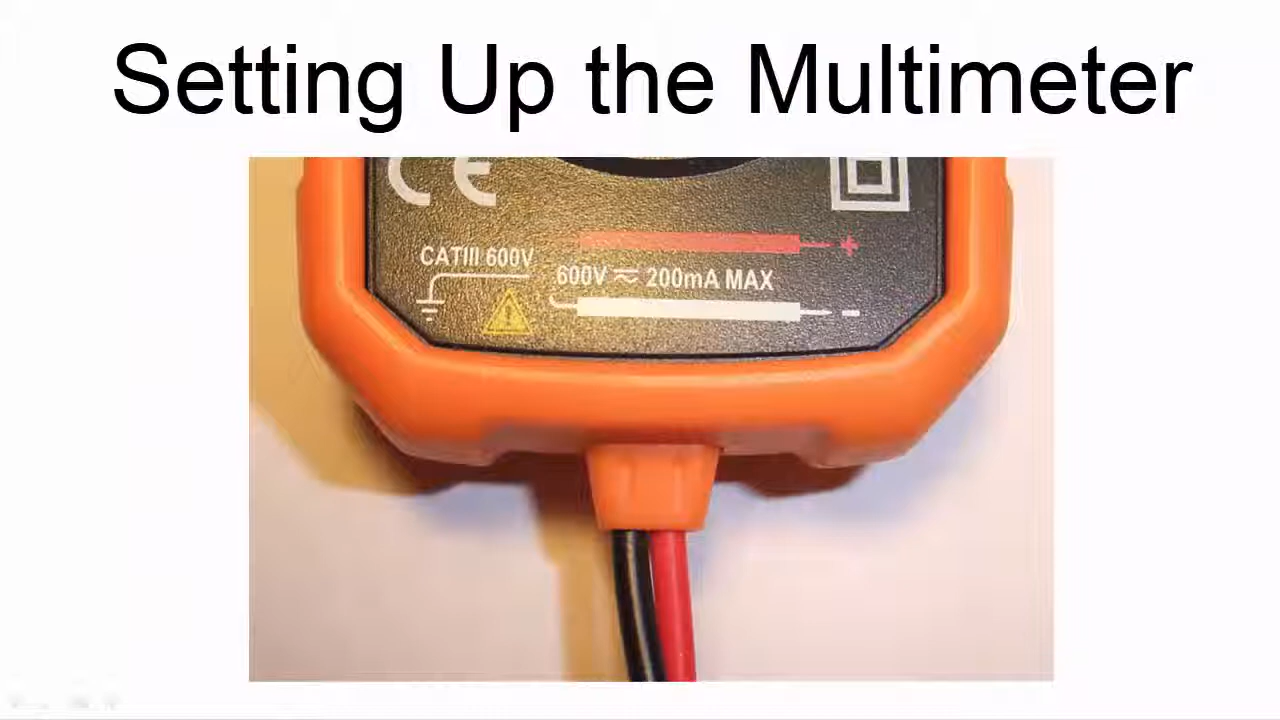 Setting Up the Multimeter
CE
CATIII 600V
+
600V ⎓~ 200mA MAX
-